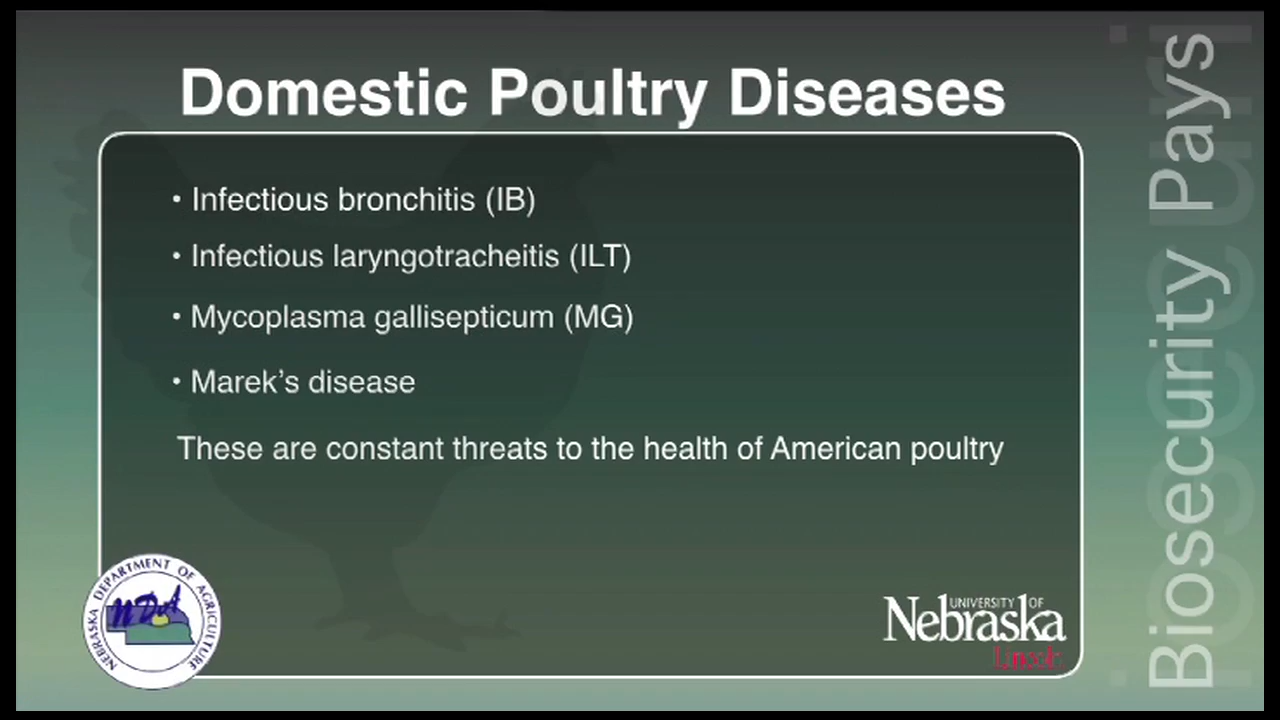 Domestic Poultry Diseases
• Infectious bronchitis (IB)
• Infectious laryngotracheitis (ILT)
• Mycoplasma gallisepticum (MG)
• Marek’s disease
These are constant threats to the health of American poultry
NEBRASKA DEPARTMENT OF AGRICULTURE
NDoA
UNIVERSITY OF
Nebraska
Lincoln
Biosecurity Pays